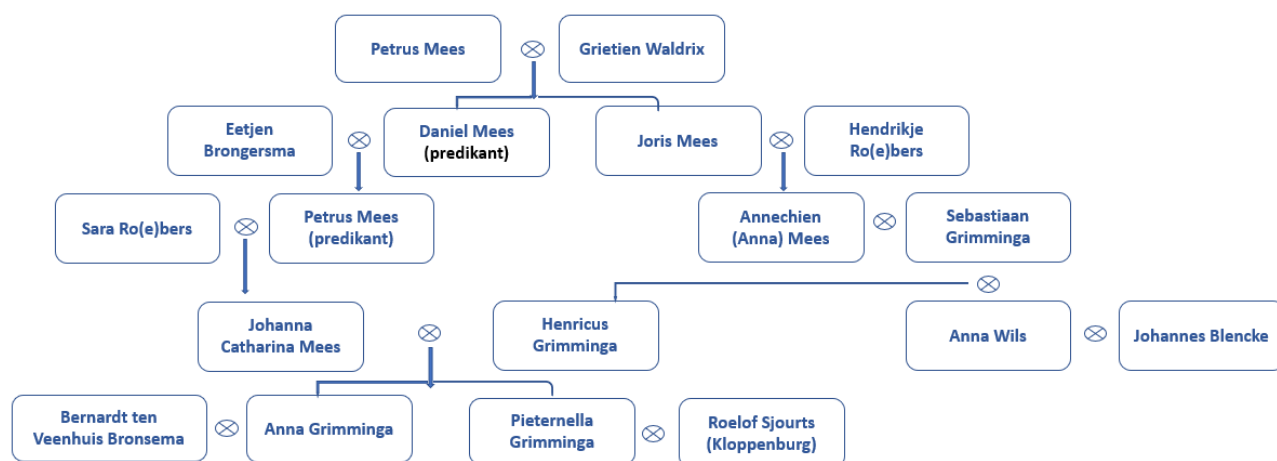 Petrus Mees
Grietien Waldrix
Eetjen
Brongersma
Daniel Mees
(predikant)
Joris Mees
Hendrikje
Ro(e)bers
Sara Ro(e)bers
Petrus Mees
(predikant)
Annechien
(Anna) Mees
Sebastiaan
Grimminga
Johanna
Catharina Mees
Henricus
Grimminga
Anna Wils
Johannes Blencke
Bernardt ten
Veenhuis Bronsema
Anna Grimminga
Pieternella
Grimminga
Roelof Sjourts
(Kloppenburg)